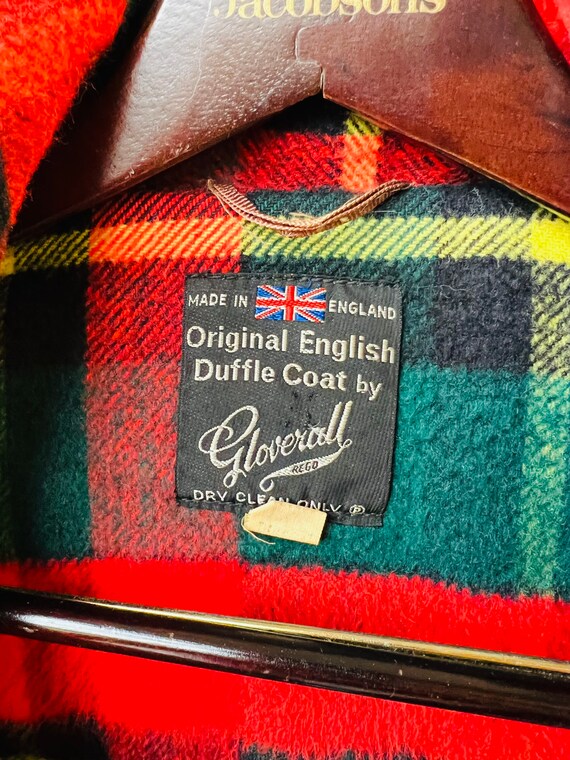 Jacobsons
MADE IN ENGLAND
Original English
Duffle Coat by
Gloverall
REGD
DRY CLEAN ONLY Ⓟ